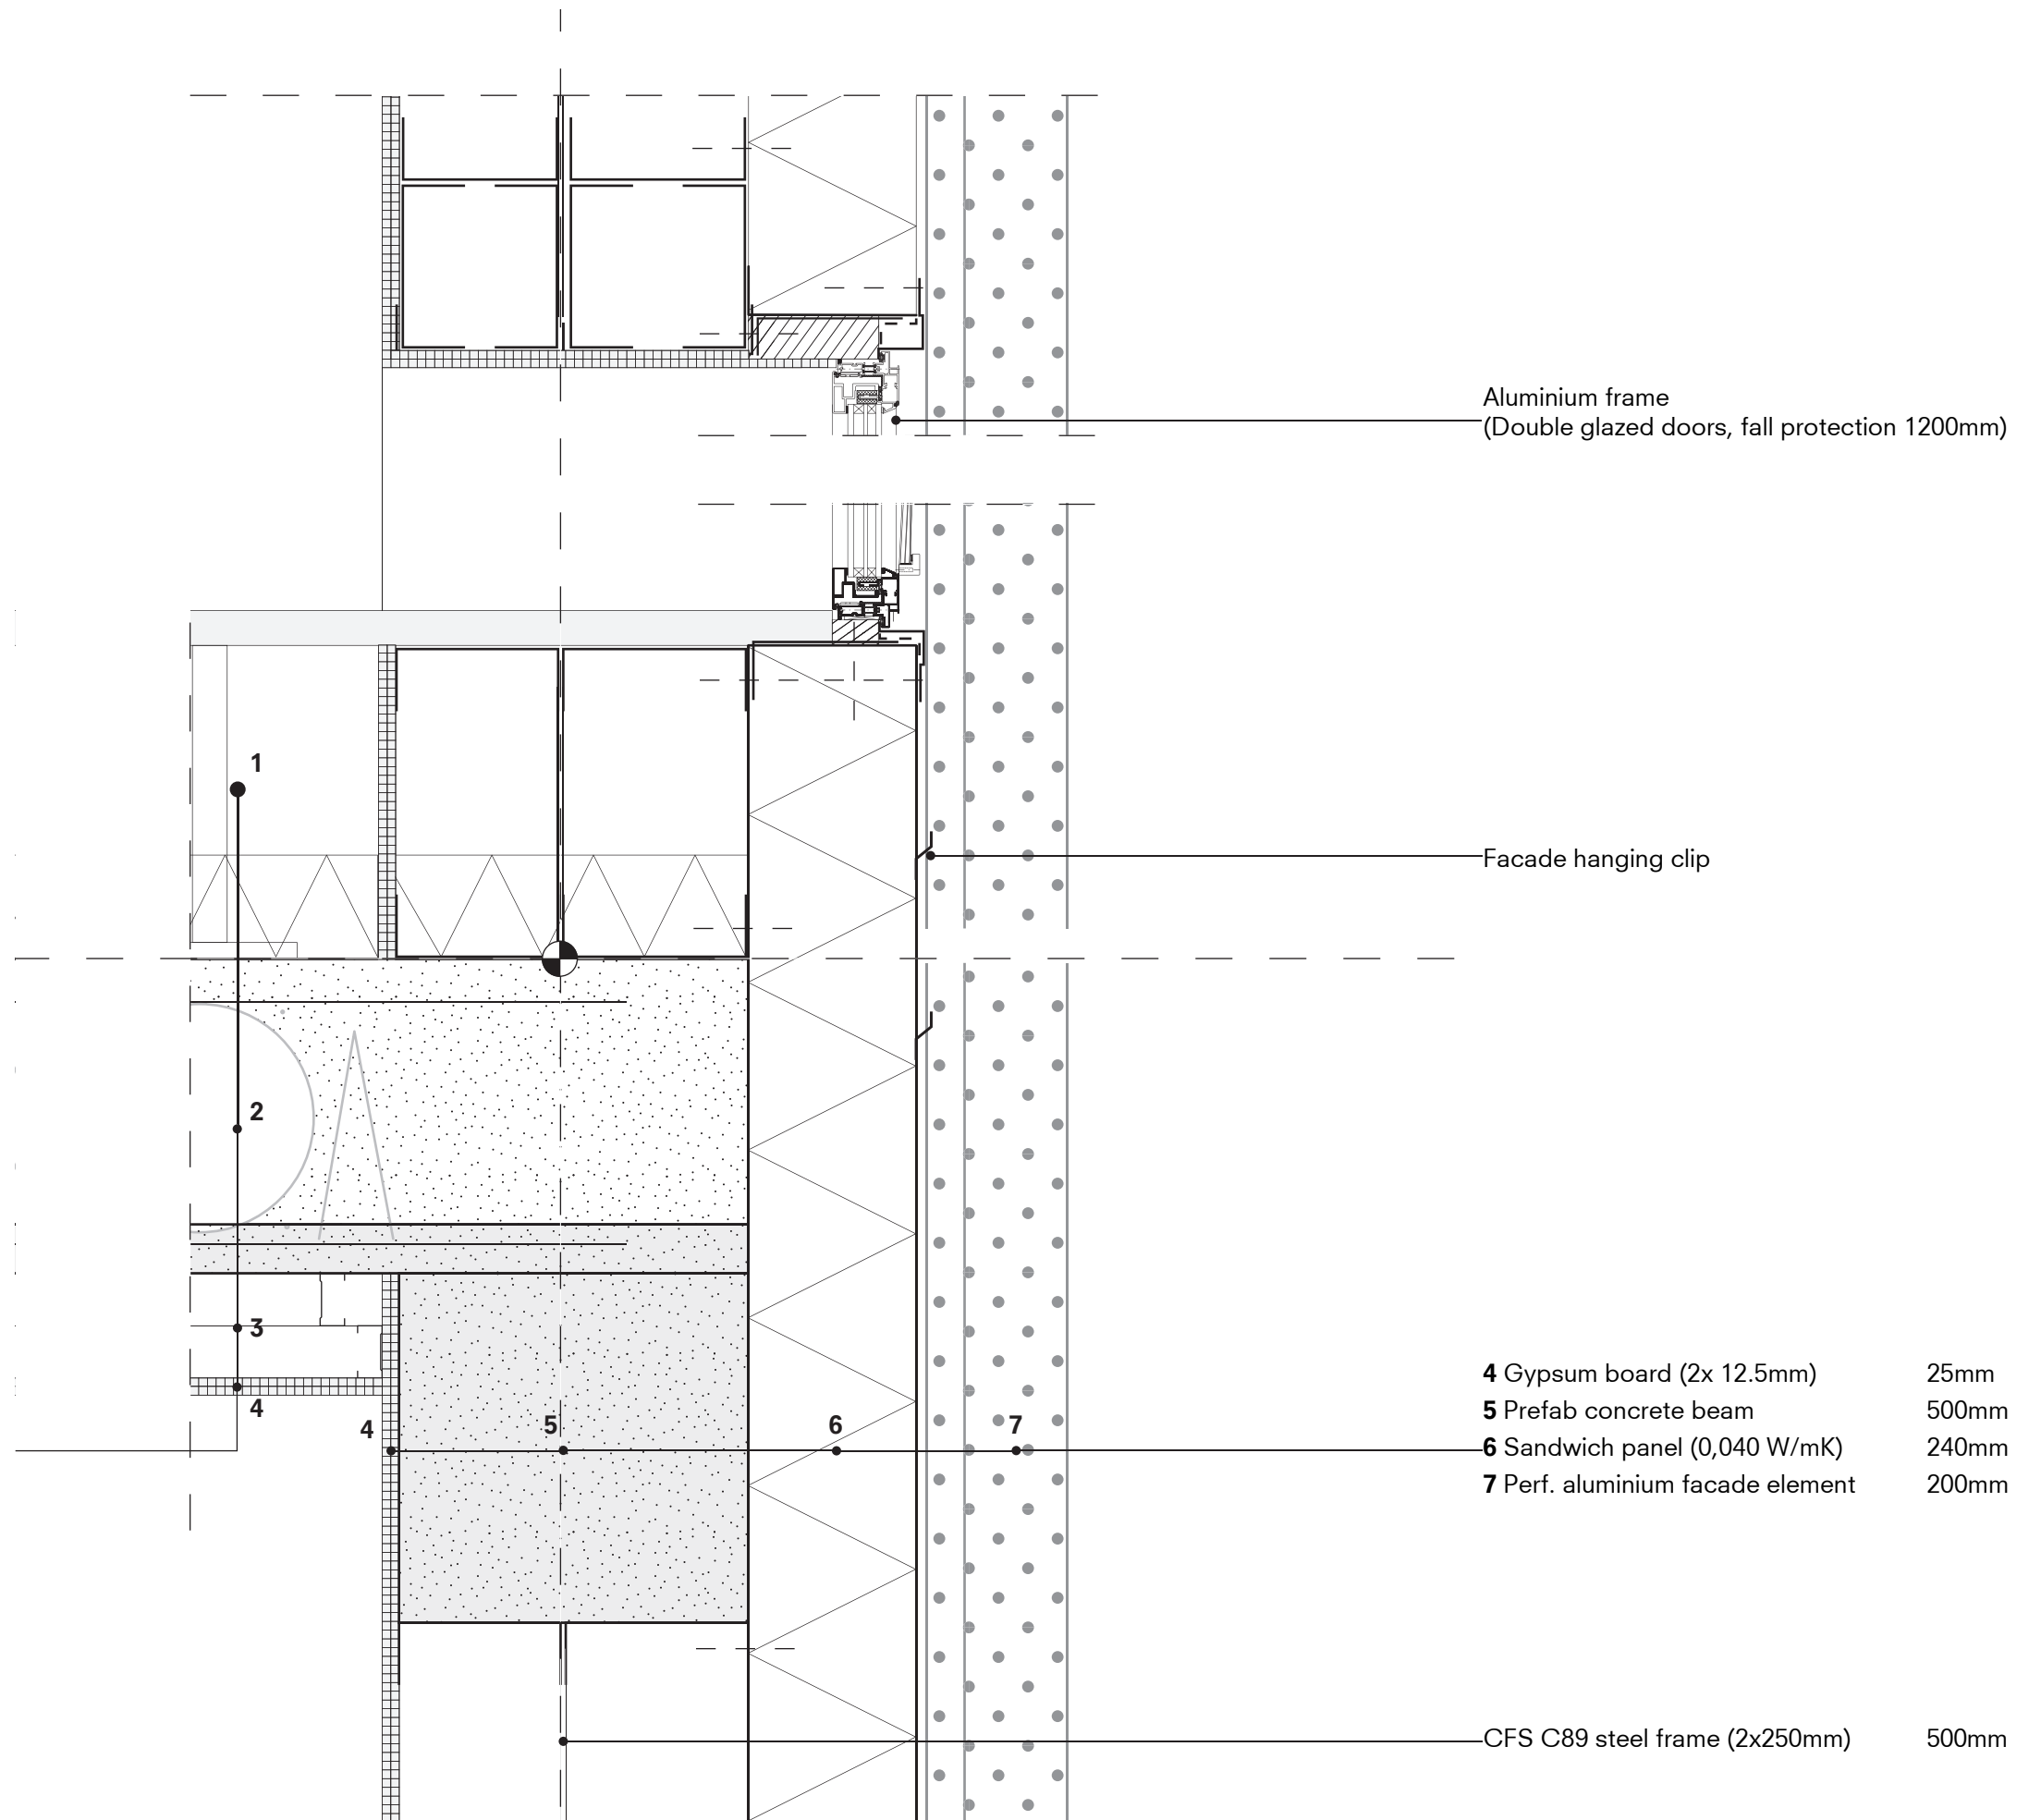 Aluminium frame
(Double glazed doors, fall protection 1200mm)
1
Facade hanging clip
2
3
4
4 5 6 7
4 Gypsum board (2x 12.5mm) 25mm
5 Prefab concrete beam 500mm
6 Sandwich panel (0,040 W/mK) 240mm
7 Perf. aluminium facade element 200mm
CFS C89 steel frame (2x250mm) 500mm